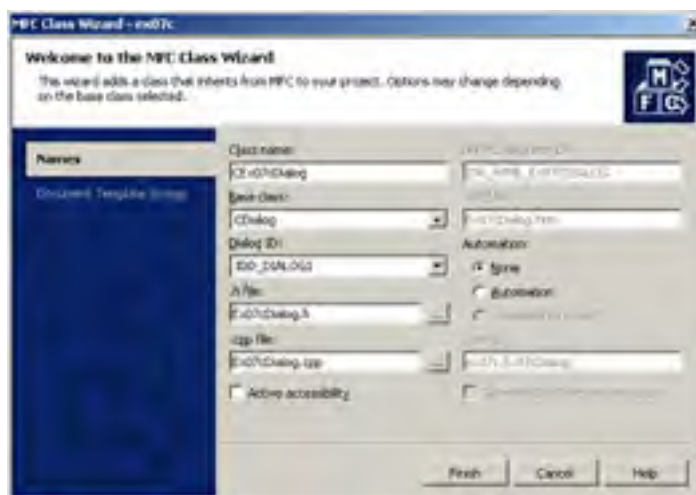 MFC Class Wizard - ex07c
Welcome to the MFC Class Wizard
This wizard adds a class that inherits from MFC to your project. Options may change depending
on the base class selected.
M
F C
Names
Document Template Strings
Class name:
CEx07cDialog
Base class:
CDialog
Dialog ID:
IDD_DIALOG1
.h file:
Ex07cDialog.h
...
.cpp file:
Ex07cDialog.cpp
...
Active accessibility
Automation:
None
Automation
Finish
Cancel
Help